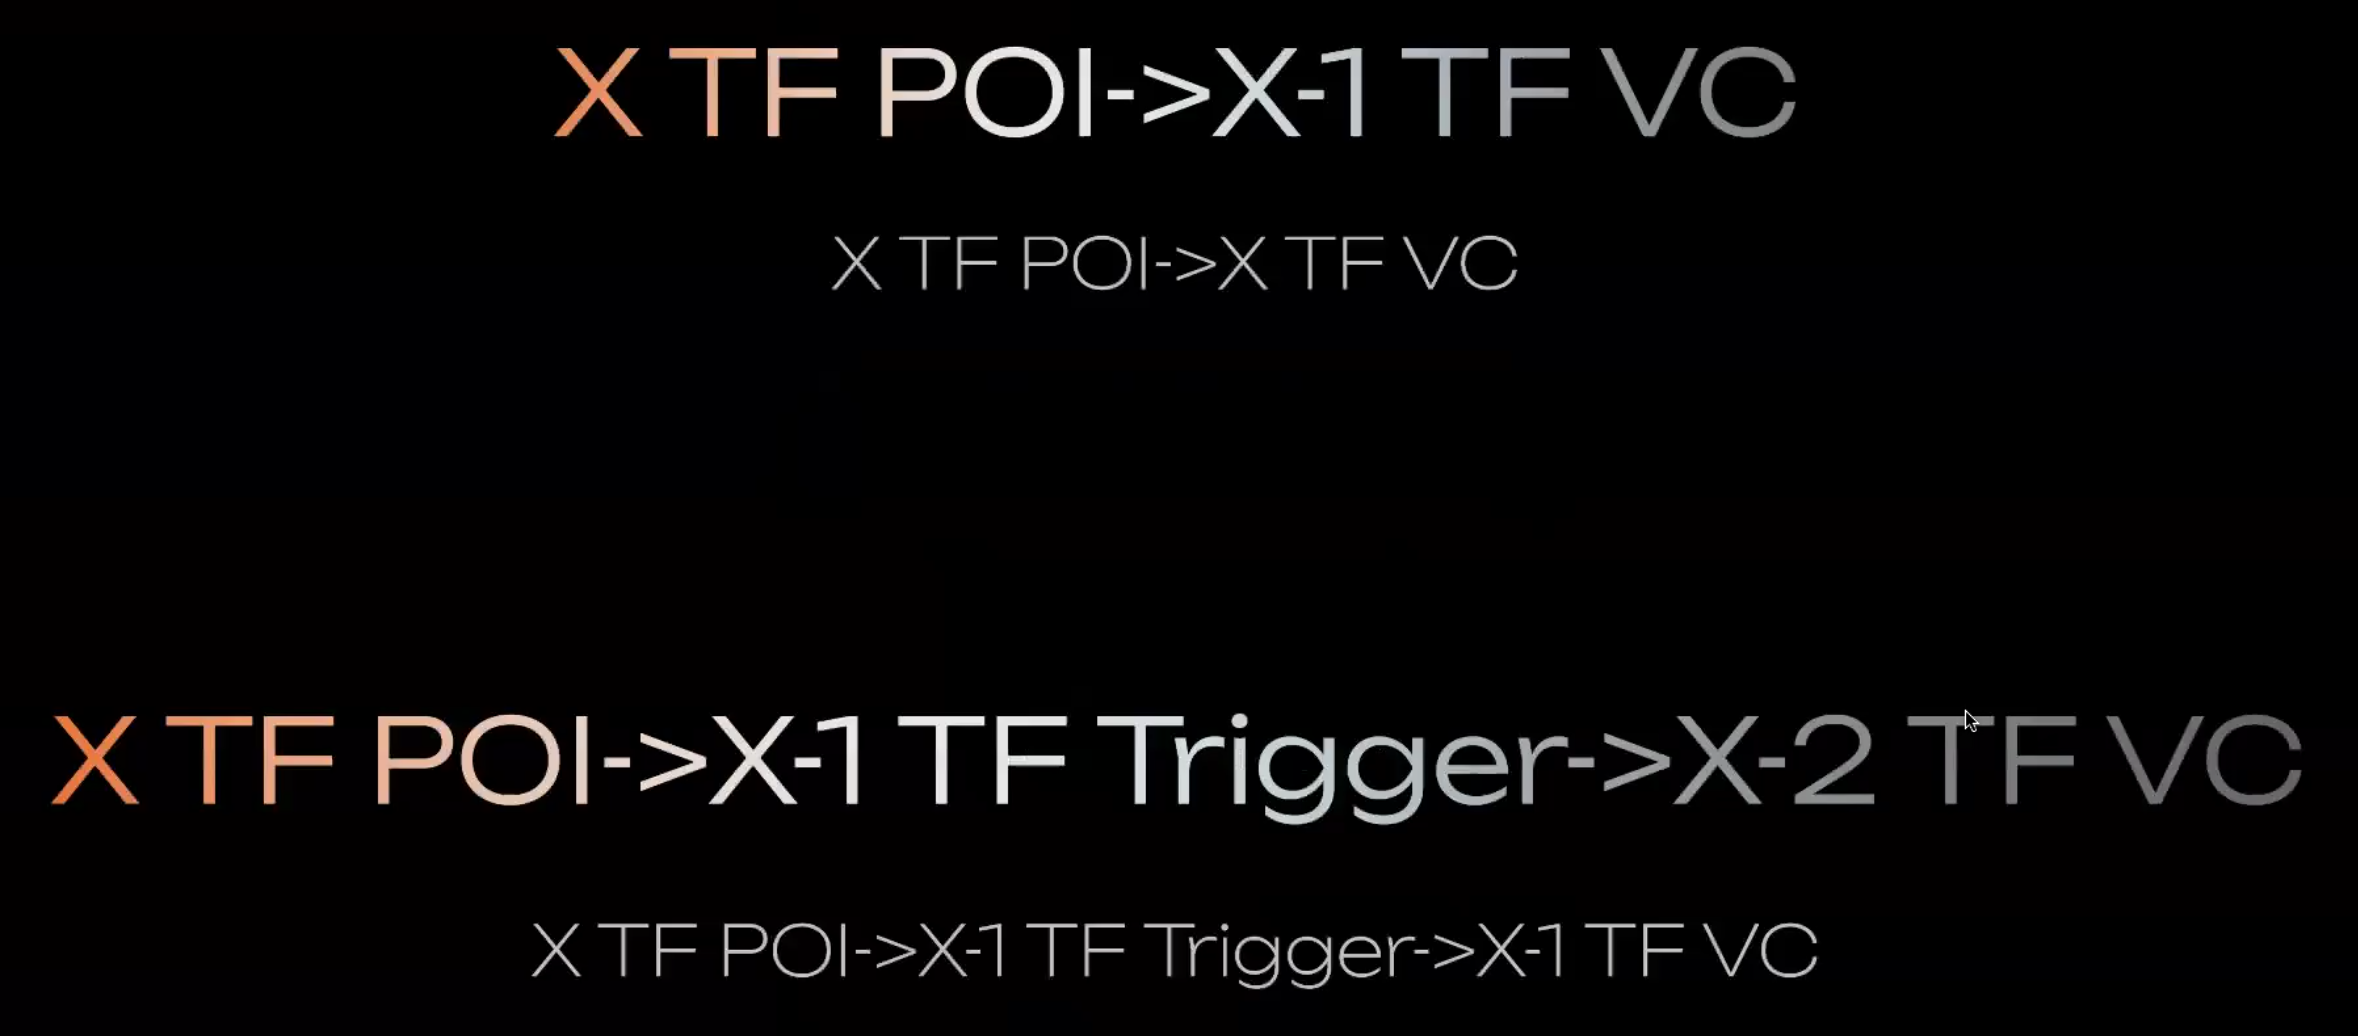 X TF POI->X-1 TF VC
X TF POI->X TF VC
X TF POI->X-1 TF Trigger->X-2 TF VC
X TF POI->X-1 TF Trigger->X-1 TF VC